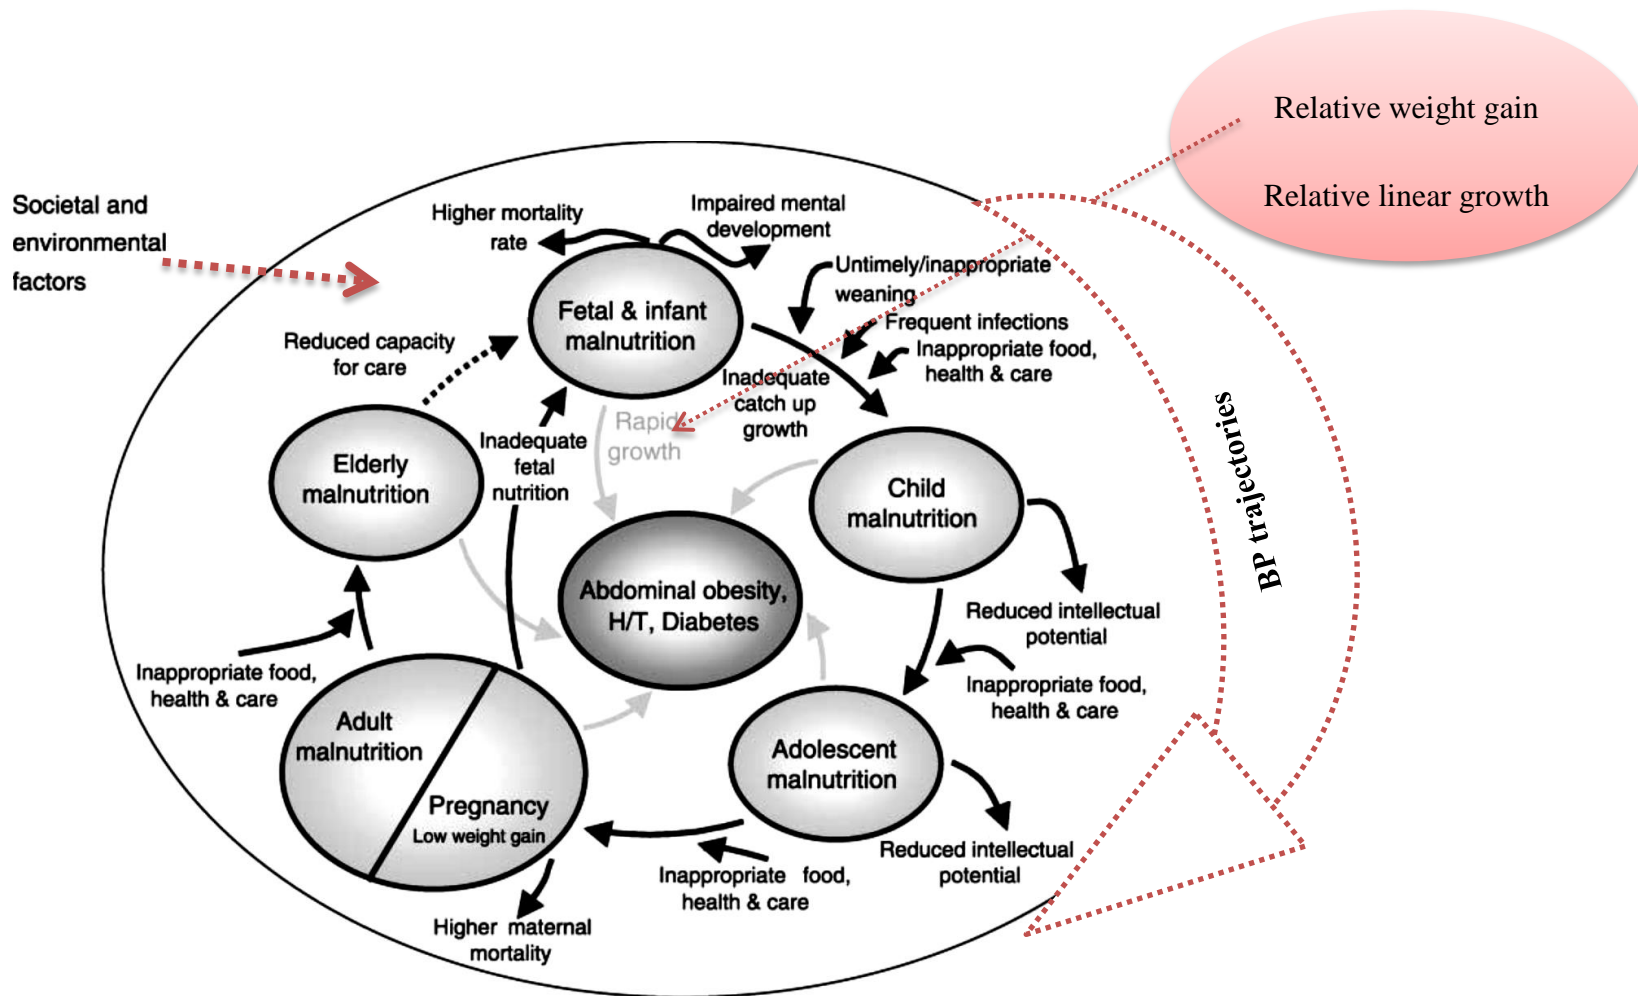 Relative weight gain
Relative linear growth
Societal and
environmental
factors
Higher mortality
rate
Impaired mental
development
Untimely/inappropriate
weaning
Frequent infections
Inappropriate food,
health & care
Fetal & infant
malnutrition
Reduced capacity
for care
Inadequate
catch up
growth
Rapid
growth
Inadequate
fetal
nutrition
Elderly
malnutrition
Child
malnutrition
BP trajectories
Abdominal obesity,
H/T, Diabetes
Reduced intellectual
potential
Inappropriate food,
health & care
Inappropriate food,
health & care
Adult
malnutrition
Pregnancy
Low weight gain
Adolescent
malnutrition
Reduced intellectual
potential
Inappropriate food,
health & care
Higher maternal
mortality